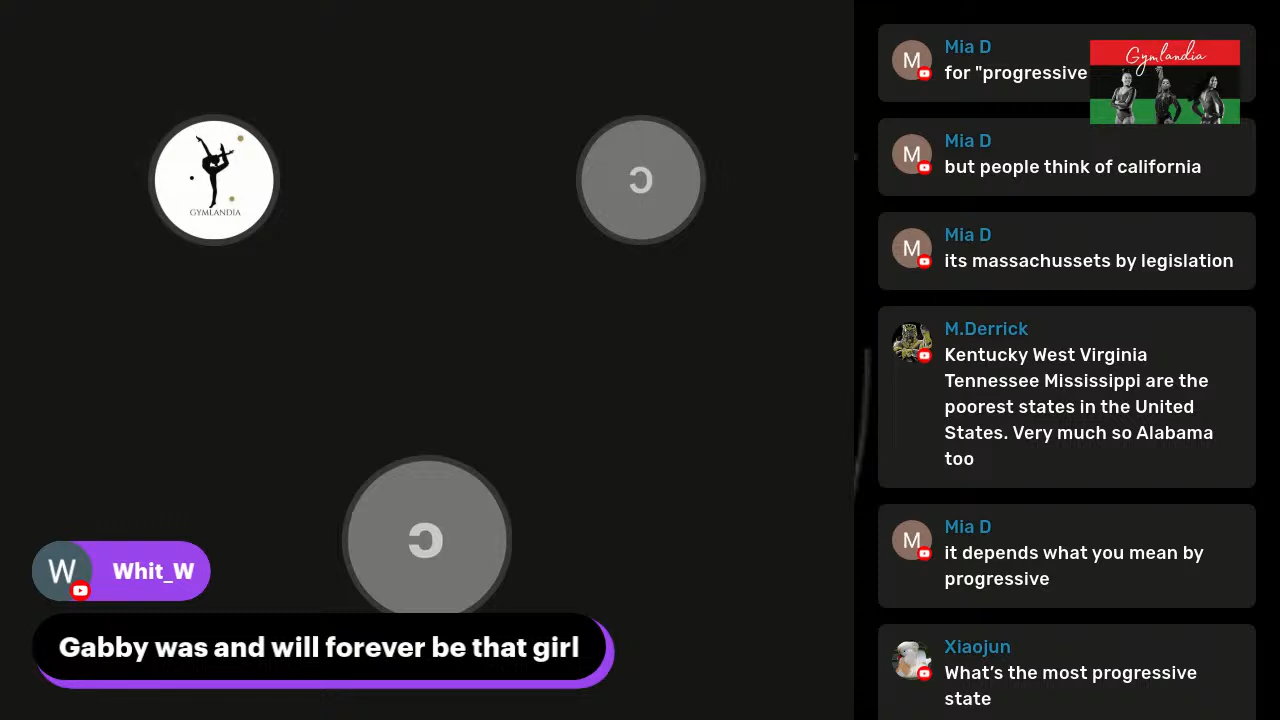 GYMLANDIA
ɔ
ɔ
W
Whit_W
Gabby was and will forever be that girl
M
Mia D
for "progressive
Gymlandia
M
Mia D
but people think of california
M
Mia D
its massachussets by legislation
M.Derrick
Kentucky West Virginia
Tennessee Mississippi are the
poorest states in the United
States. Very much so Alabama
too
M
Mia D
it depends what you mean by
progressive
Xiaojun
What's the most progressive
state